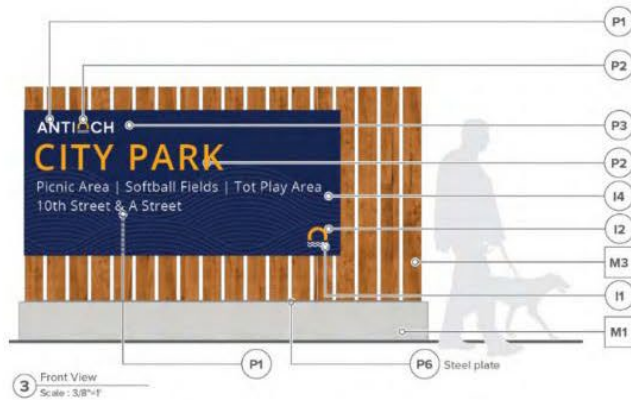 P1
P2
ANTIOCH
P3
CITY PARK
P2
Picnic Area | Softball Fields | Tot Play Area
I4
10th Street & A Street
I2
M3
I1
M1
P1
P6 Steel plate
3 Front View
Scale : 3/8"=1'